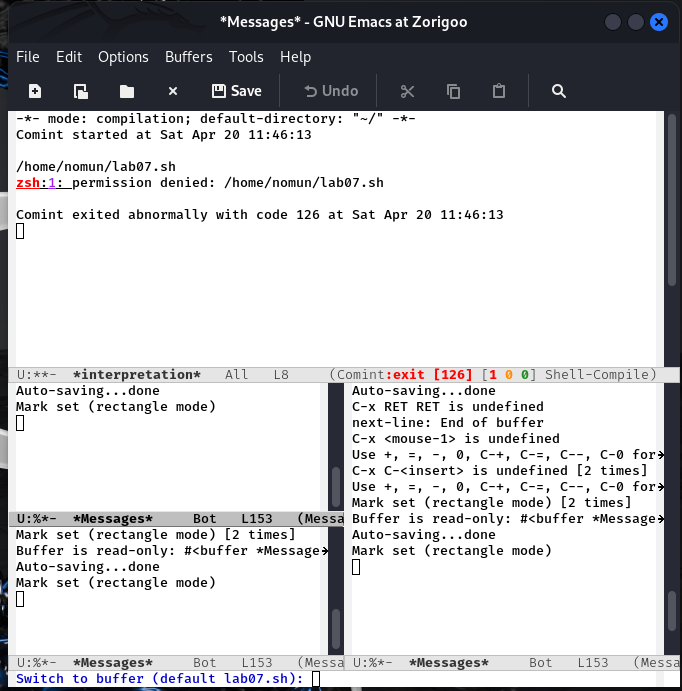 *Messages* - GNU Emacs at Zorigoo
File Edit Options Buffers Tools Help
Save Undo
-*- mode: compilation; default-directory: "~/" -*-
Comint started at Sat Apr 20 11:46:13
/home/nomun/lab07.sh
zsh:1: permission denied: /home/nomun/lab07.sh
Comint exited abnormally with code 126 at Sat Apr 20 11:46:13
U:**- *interpretation* All L8 (Comint:exit [126] [1 0 0] Shell-Compile)
Auto-saving...done
Mark set (rectangle mode)
U:%*- *Messages* Bot L153 (Messa
Mark set (rectangle mode) [2 times]
Buffer is read-only: #<buffer *Message
Auto-saving...done
Mark set (rectangle mode)
U:%*- *Messages* Bot L153 (Messa
Auto-saving...done
C-x RET RET is undefined
next-line: End of buffer
C-x <mouse-1> is undefined
Use +, =, -, 0, C-+, C-=, C--, C-0 for
C-x C-<insert> is undefined [2 times]
Use +, =, -, 0, C-+, C-=, C--, C-0 for
Mark set (rectangle mode) [2 times]
Buffer is read-only: #<buffer *Messag
Auto-saving...done
Mark set (rectangle mode)
U:%*- *Messages* Bot L153 (Messa
Switch to buffer (default lab07.sh):